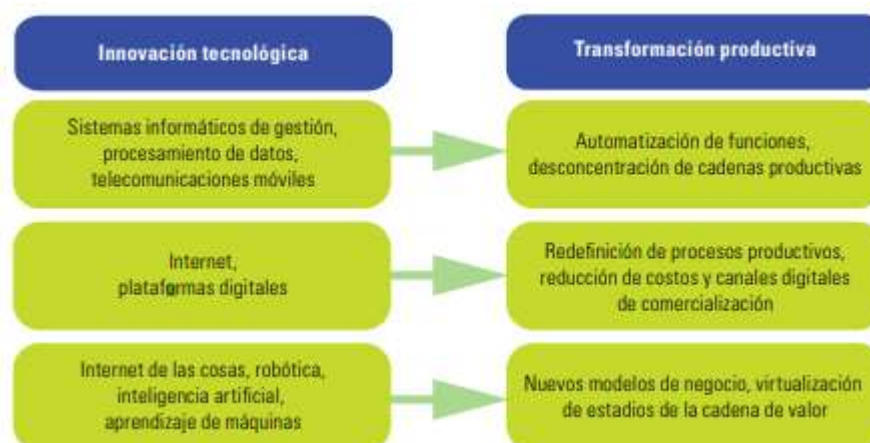 Innovación tecnológica
Transformación productiva
Sistemas informáticos de gestión,
procesamiento de datos,
telecomunicaciones móviles
Automatización de funciones,
desconcentración de cadenas productivas
Internet,
plataformas digitales
Redefinición de procesos productivos,
reducción de costos y canales digitales
de comercialización
Internet de las cosas, robótica,
inteligencia artificial,
aprendizaje de máquinas
Nuevos modelos de negocio, virtualización
de estadios de la cadena de valor